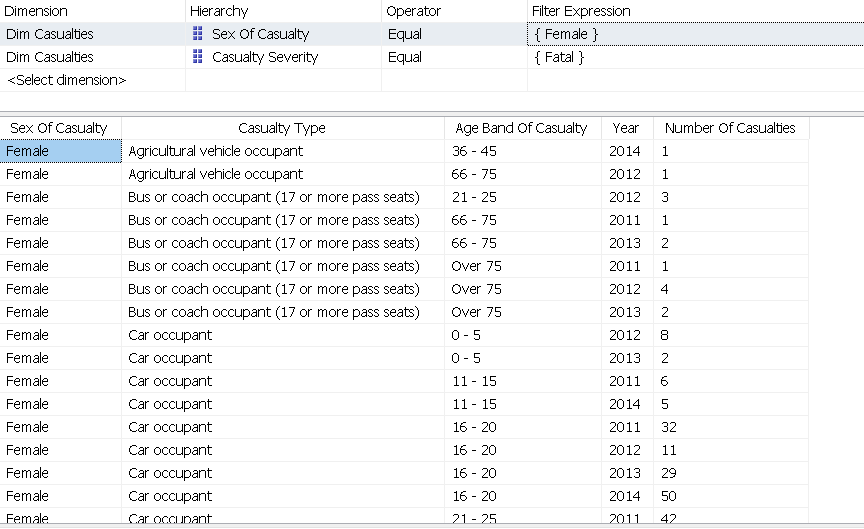 Dimension Hierarchy Operator Filter Expression
Dim Casualties Sex Of Casualty Equal { Female }
Dim Casualties Casualty Severity Equal { Fatal }
<Select dimension>
Sex Of Casualty Casualty Type Age Band Of Casualty Year Number Of Casualties
Female Agricultural vehicle occupant 36 - 45 2014 1
Female Agricultural vehicle occupant 66 - 75 2012 1
Female Bus or coach occupant (17 or more pass seats) 21 - 25 2012 3
Female Bus or coach occupant (17 or more pass seats) 66 - 75 2011 1
Female Bus or coach occupant (17 or more pass seats) 66 - 75 2013 2
Female Bus or coach occupant (17 or more pass seats) Over 75 2011 1
Female Bus or coach occupant (17 or more pass seats) Over 75 2012 4
Female Bus or coach occupant (17 or more pass seats) Over 75 2013 2
Female Car occupant 0 - 5 2012 8
Female Car occupant 0 - 5 2013 2
Female Car occupant 11 - 15 2011 6
Female Car occupant 11 - 15 2014 5
Female Car occupant 16 - 20 2011 32
Female Car occupant 16 - 20 2012 11
Female Car occupant 16 - 20 2013 29
Female Car occupant 16 - 20 2014 50
Female Car occupant 21 - 25 2011 42